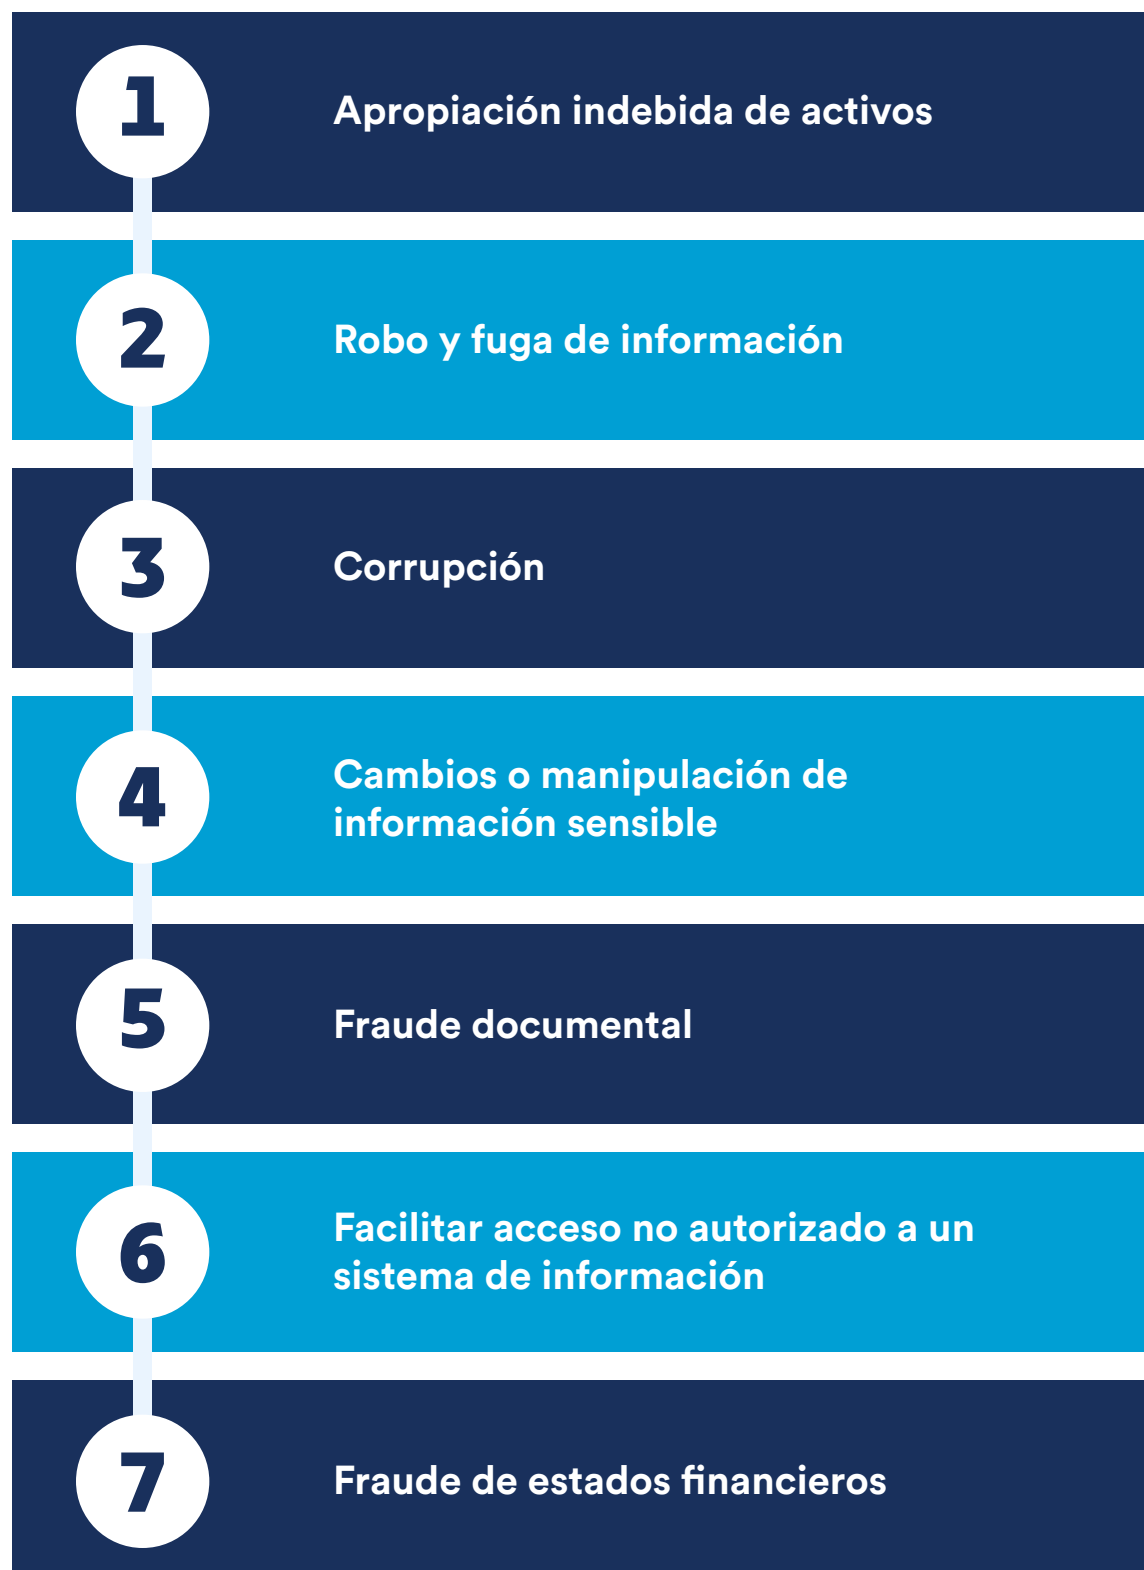 1
Apropiación indebida de activos
2
Robo y fuga de información
3
Corrupción
4
Cambios o manipulación de
información sensible
5
Fraude documental
6
Facilitar acceso no autorizado a un
sistema de información
7
Fraude de estados financieros